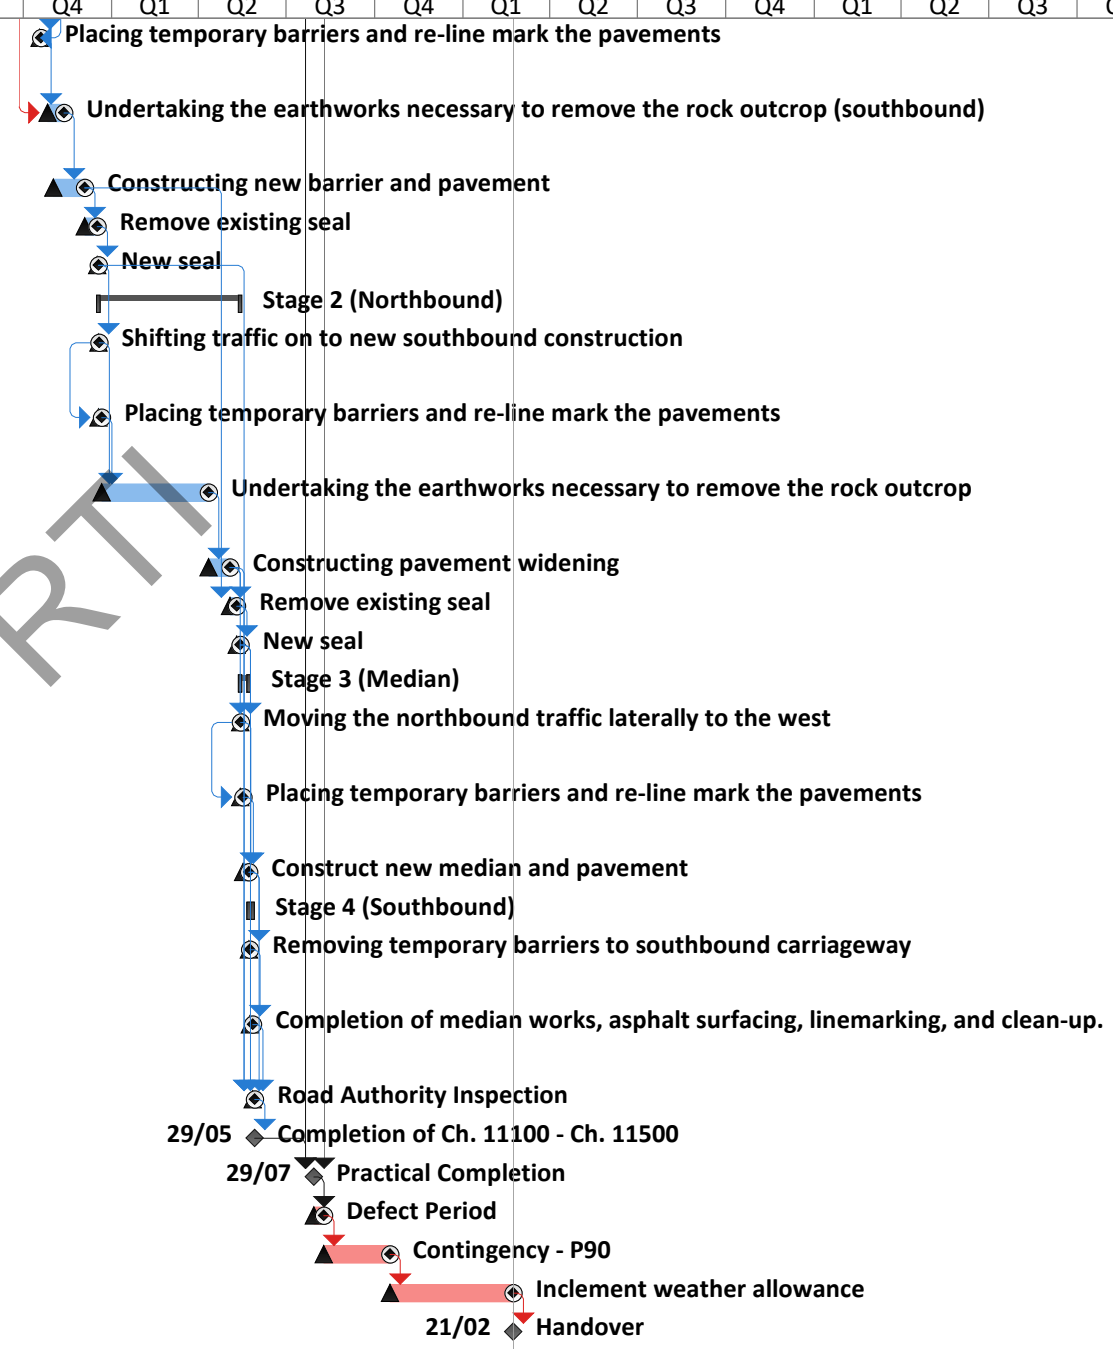 Q4 Q1 Q2 Q3 Q4 Q1 Q2 Q3 Q4 Q1 Q2 Q3
Placing temporary barriers and re-line mark the pavements
Undertaking the earthworks necessary to remove the rock outcrop (southbound)
Constructing new barrier and pavement
Remove existing seal
New seal
Stage 2 (Northbound)
Shifting traffic on to new southbound construction
Placing temporary barriers and re-line mark the pavements
Undertaking the earthworks necessary to remove the rock outcrop
Constructing pavement widening
Remove existing seal
RTI
New seal
Stage 3 (Median)
Moving the northbound traffic laterally to the west
Placing temporary barriers and re-line mark the pavements
Construct new median and pavement
Stage 4 (Southbound)
Removing temporary barriers to southbound carriageway
Completion of median works, asphalt surfacing, linemarking, and clean-up.
Road Authority Inspection
29/05 Completion of Ch. 11100 - Ch. 11500
29/07 Practical Completion
Defect Period
Contingency - P90
Inclement weather allowance
21/02 Handover